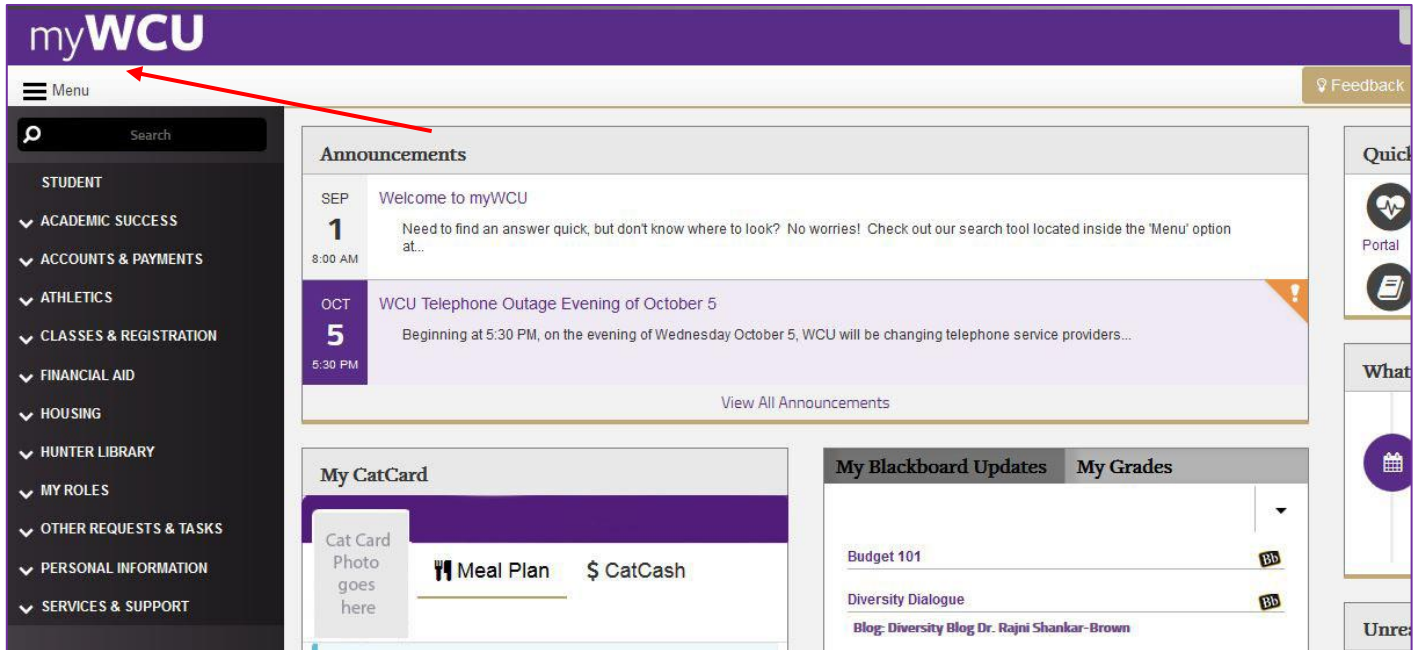 myWCU
Menu
Feedback
Search
STUDENT
ACADEMIC SUCCESS
ACCOUNTS & PAYMENTS
ATHLETICS
CLASSES & REGISTRATION
FINANCIAL AID
HOUSING
HUNTER LIBRARY
MY ROLES
OTHER REQUESTS & TASKS
PERSONAL INFORMATION
SERVICES & SUPPORT
Announcements
SEP
1
8:00 AM
Welcome to myWCU
Need to find an answer quick, but don't know where to look? No worries! Check out our search tool located inside the 'Menu' option
at...
OCT
5
5:30 PM
WCU Telephone Outage Evening of October 5
Beginning at 5:30 PM, on the evening of Wednesday October 5, WCU will be changing telephone service providers...
View All Announcements
My CatCard
Cat Card
Photo
goes
here
Meal Plan
$ CatCash
My Blackboard Updates
My Grades
Budget 101
Bb
Diversity Dialogue
Bb
Blog: Diversity Blog Dr. Rajni Shankar-Brown
Portal
What